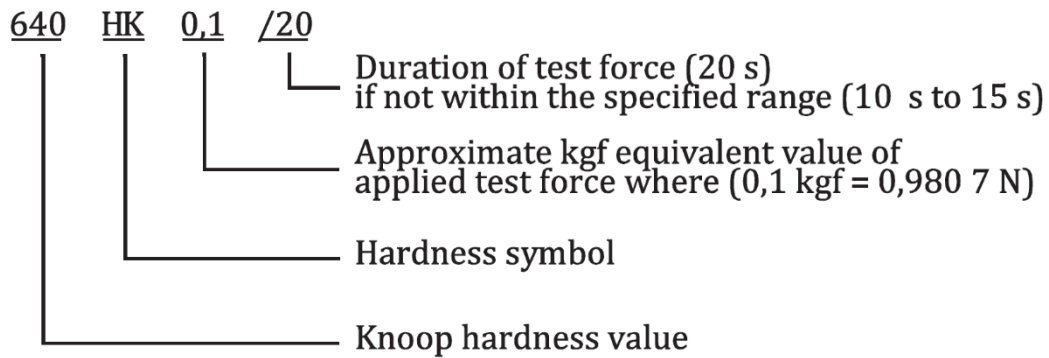 640 HK 0,1 /20
Duration of test force (20 s)
if not within the specified range (10 s to 15 s)
Approximate kgf equivalent value of
applied test force where (0,1 kgf = 0,980 7 N)
Hardness symbol
Knoop hardness value